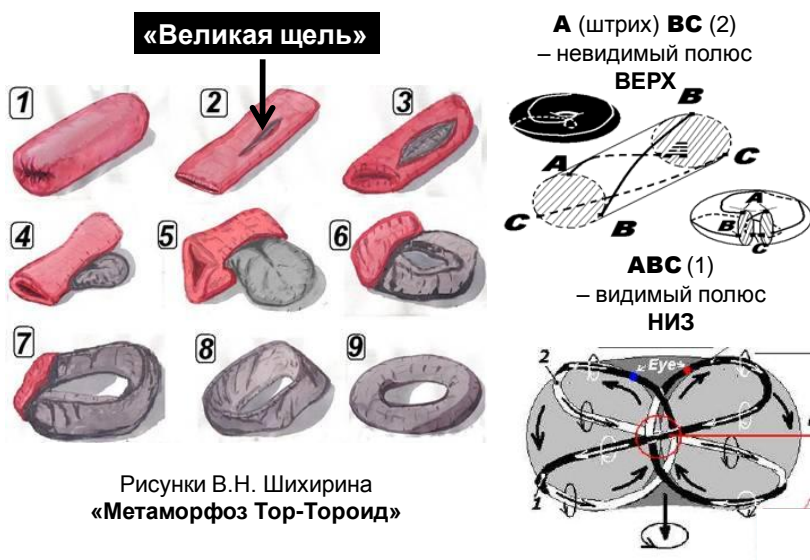 «Великая щель»
1
2
3
4
5
6
7
8
9
Рисунки В.Н. Шихирина
«Метаморфоз Тор-Тороид»
А (штрих) ВС (2)
– невидимый полюс
ВЕРХ
B
A
A
C
C
B
A
B
C
АВС (1)
– видимый полюс
НИЗ
2
Eye
1